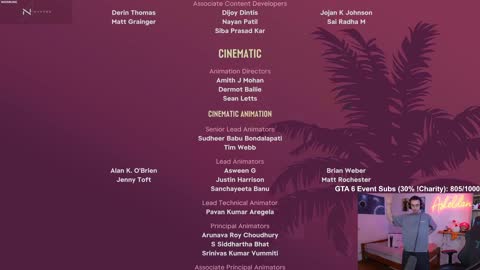 Associate Content Developers
Derin Thomas Dijoy Dintis Jojan K Johnson
Matt Grainger Nayan Patil Sai Radha M
Siba Prasad Kar
CINEMATIC
Animation Directors
Amith J Mohan
Dermot Bailie
Sean Letts
CINEMATIC ANIMATION
Senior Lead Animators
Sudheer Babu Bondalapati
Tim Webb
Lead Animators
Alan K. O'Brien Asween G Brian Weber
Jenny Toft Justin Harrison Matt Rochester
Sanchayeeta Banu
GTA 6 Event Subs (30% !Charity): 805/1000
Lead Technical Animator
Pavan Kumar Aregela
Principal Animators
Arunava Roy Choudhury
S Siddhartha Bhat
Srinivas Kumar Yummiti
Associate Principal Animators